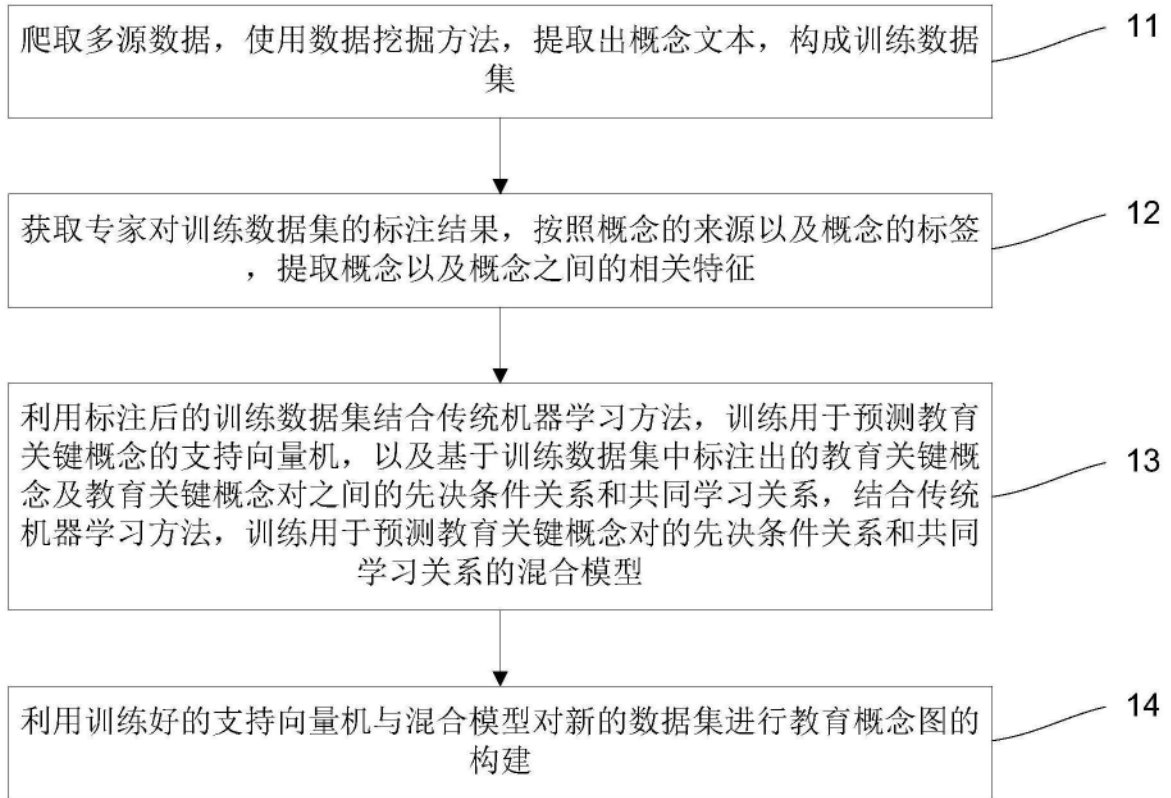 爬取多源数据，使用数据挖掘方法，提取出概念文本，构成训练数据
集
11
获取专家对训练数据集的标注结果，按照概念的来源以及概念的标签
，提取概念以及概念之间的相关特征
12
利用标注后的训练数据集结合传统机器学习方法，训练用于预测教育
关键概念的支持向量机，以及基于训练数据集中标注出的教育关键概
念及教育关键概念对之间的先决条件关系和共同学习关系，结合传统
机器学习方法，训练用于预测教育关键概念对的先决条件关系和共同
学习关系的混合模型
13
利用训练好的支持向量机与混合模型对新的数据集进行教育概念图的
构建
14